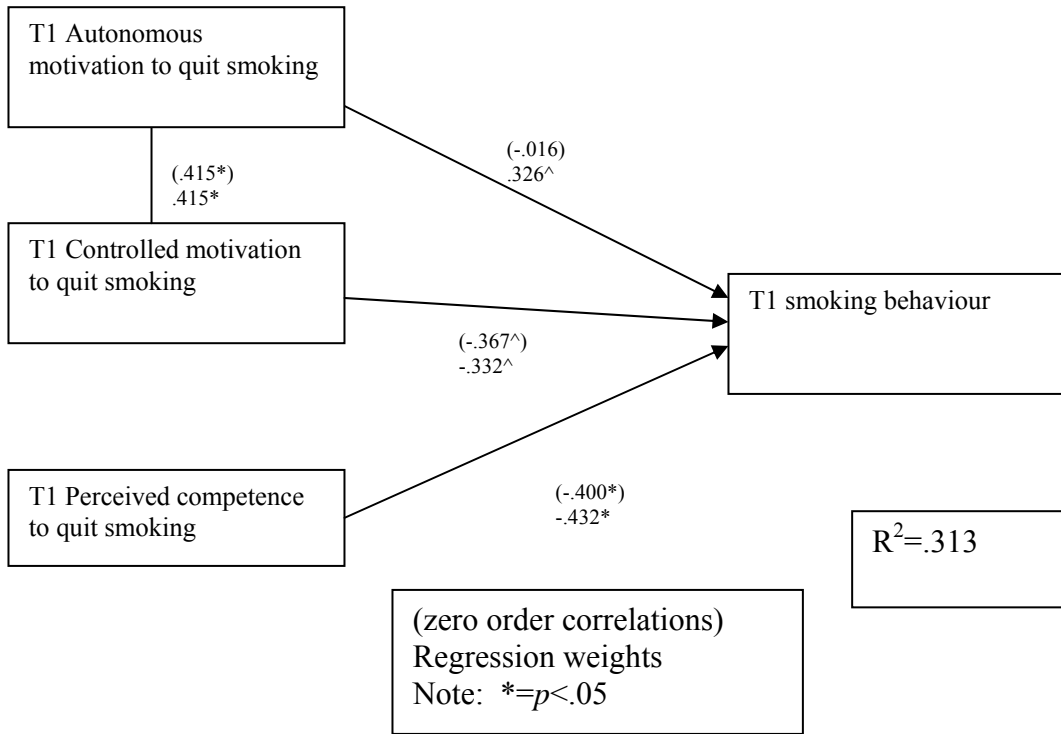 T1 Autonomous
motivation to quit smoking
(-.016)
.326^
(.415*)
.415*
T1 Controlled motivation
to quit smoking
T1 smoking behaviour
(-.367^)
-.332^
T1 Perceived competence
to quit smoking
(-.400*)
-.432*
R²=.313
(zero order correlations)
Regression weights
Note: *=p<.05